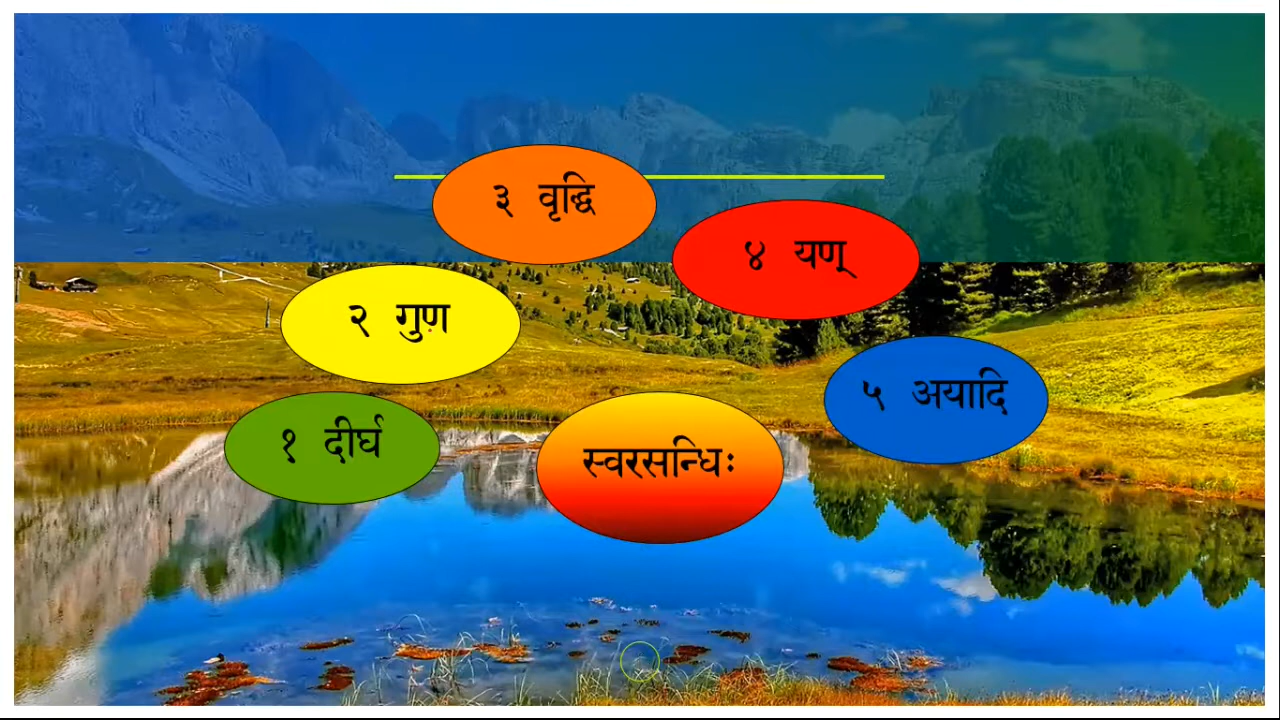 ३ वृद्धि
४ यण्
२ गुण
५ अयादि
१ दीर्घ
स्वरसन्धिः